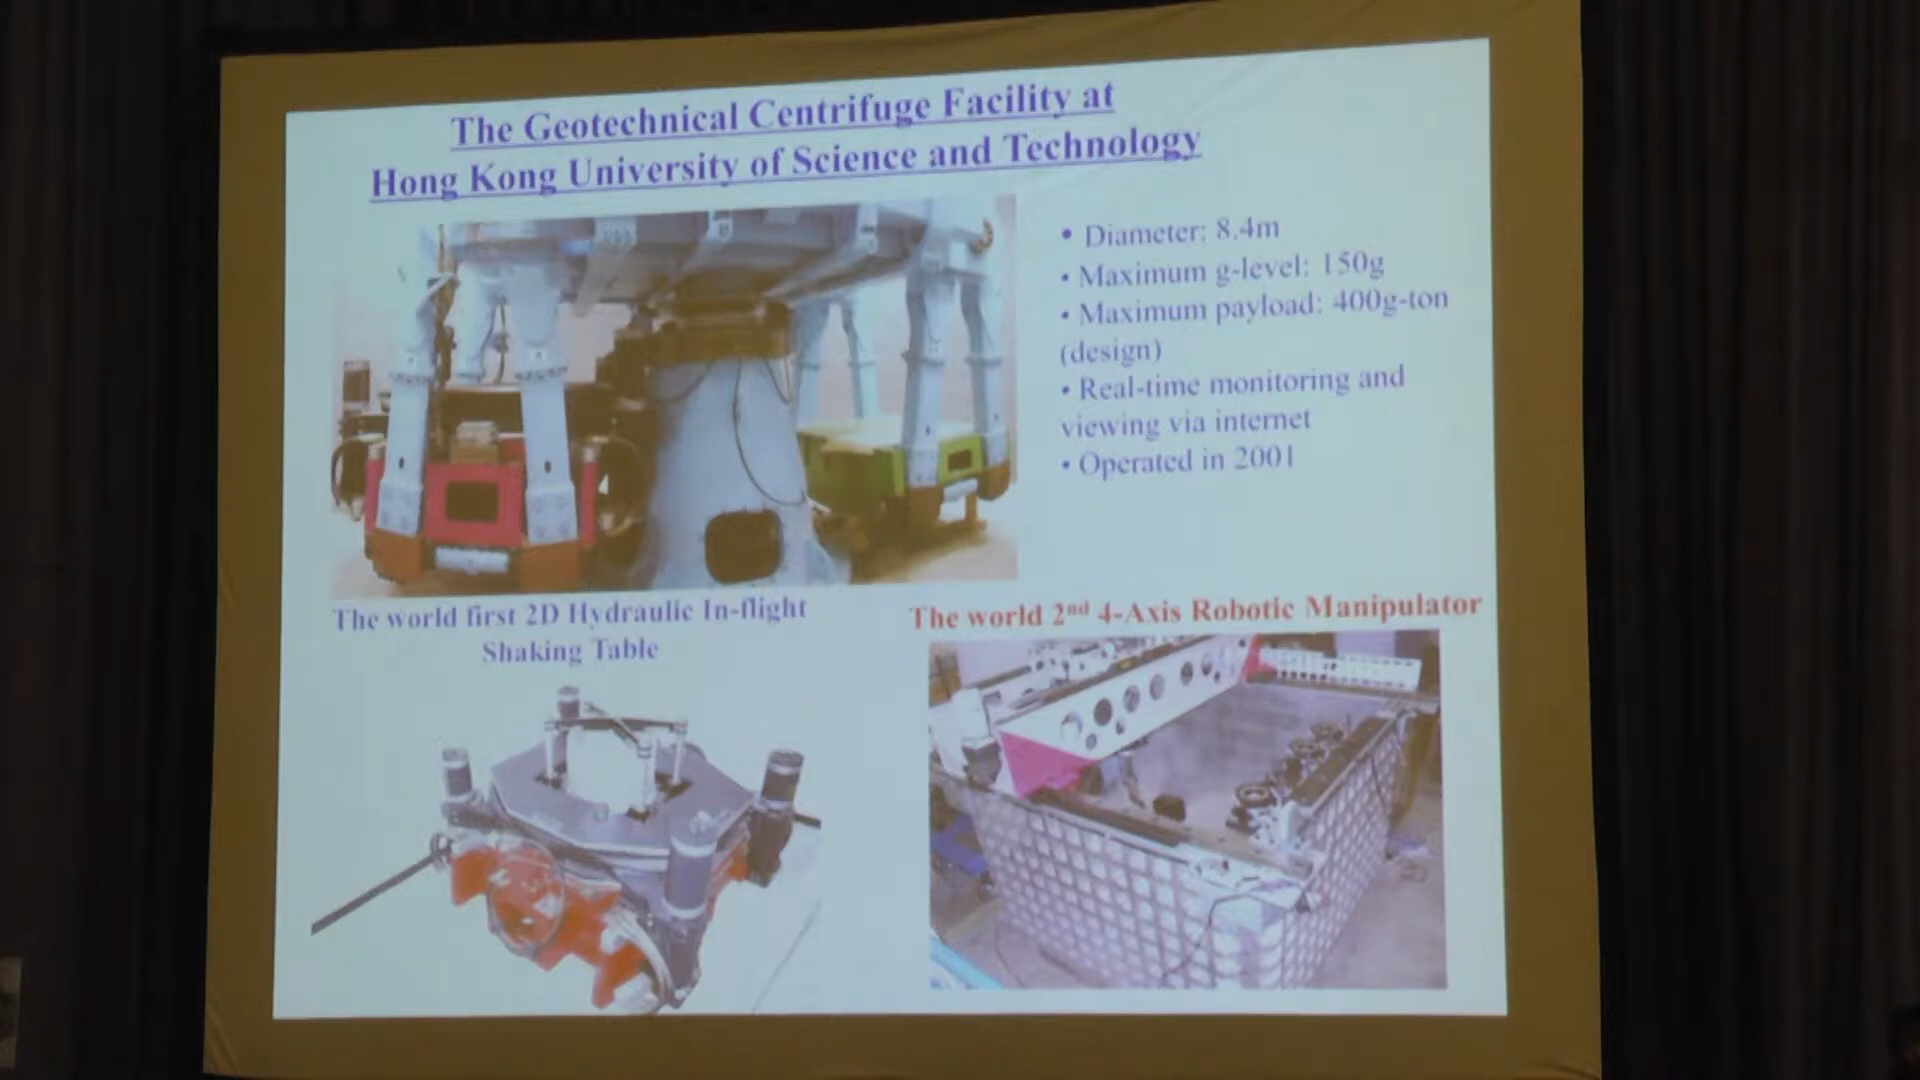 The Geotechnical Centrifuge Facility at
Hong Kong University of Science and Technology
• Diameter: 8.4m
• Maximum g-level: 150g
• Maximum payload: 400g-ton
(design)
• Real-time monitoring and
viewing via internet
• Operated in 2001
The world first 2D Hydraulic In-flight
Shaking Table
The world 2nd 4-Axis Robotic Manipulator